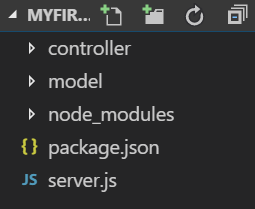 MYFIR...
controller
model
node_modules
{} package.json
JS server.js